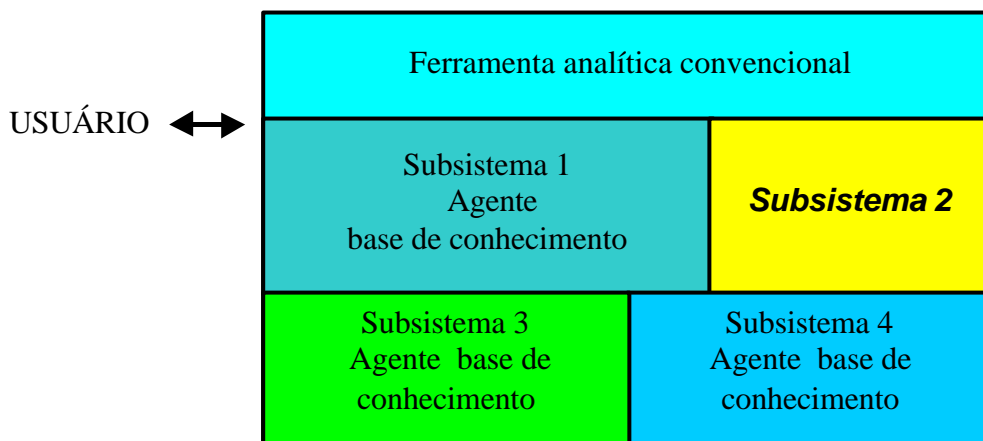 Ferramenta analítica convencional
USUÁRIO
Subsistema 1
Agente
base de conhecimento
Subsistema 2
Subsistema 3
Agente base de
conhecimento
Subsistema 4
Agente base de
conhecimento